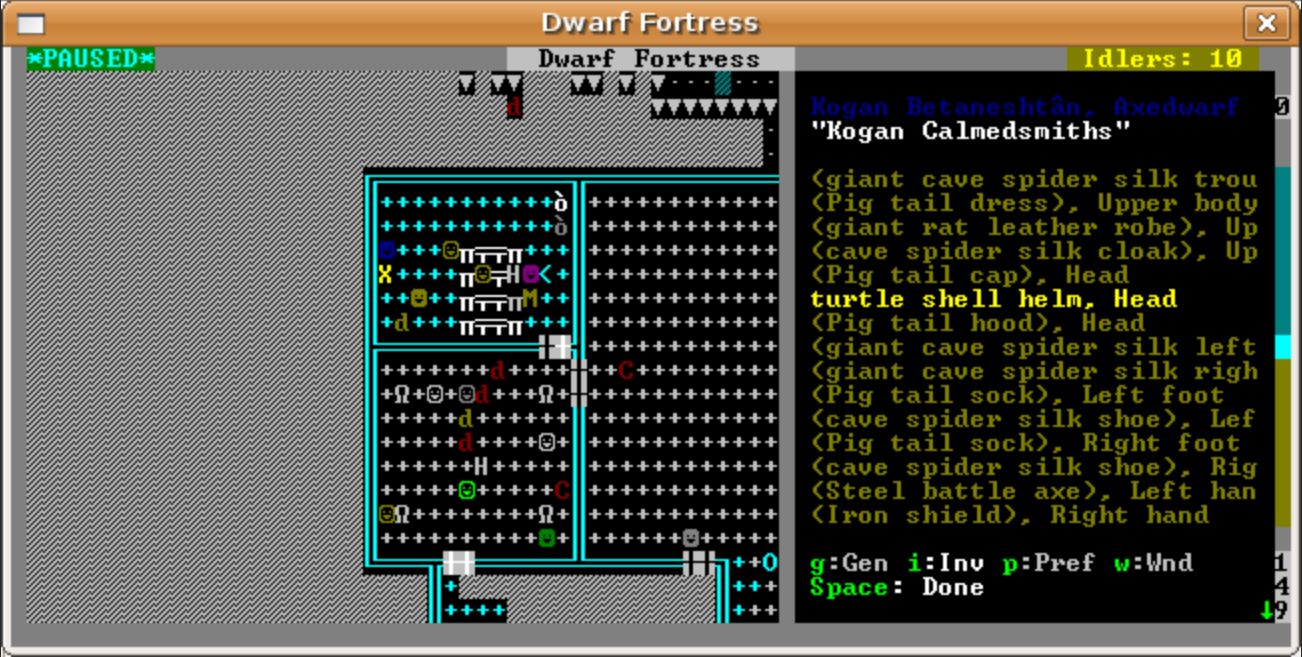 Dwarf Fortress
*PAUSED*
Dwarf Fortress
Idlers: 10
Kogan Betaneshtân, Axedwarf
"Kogan Calmedsmiths"
(giant cave spider silk trou
(Pig tail dress), Upper body
(giant rat leather robe), Up
(cave spider silk cloak), Up
(Pig tail cap), Head
turtle shell helm, Head
(Pig tail hood), Head
(giant cave spider silk left
(giant cave spider silk righ
(Pig tail sock), Left foot
(cave spider silk shoe), Lef
(Pig tail sock), Right foot
(cave spider silk shoe), Rig
(Steel battle axe), Left han
(Iron shield), Right hand
g:Gen i:Inv p:Pref w:Wnd
Space: Done